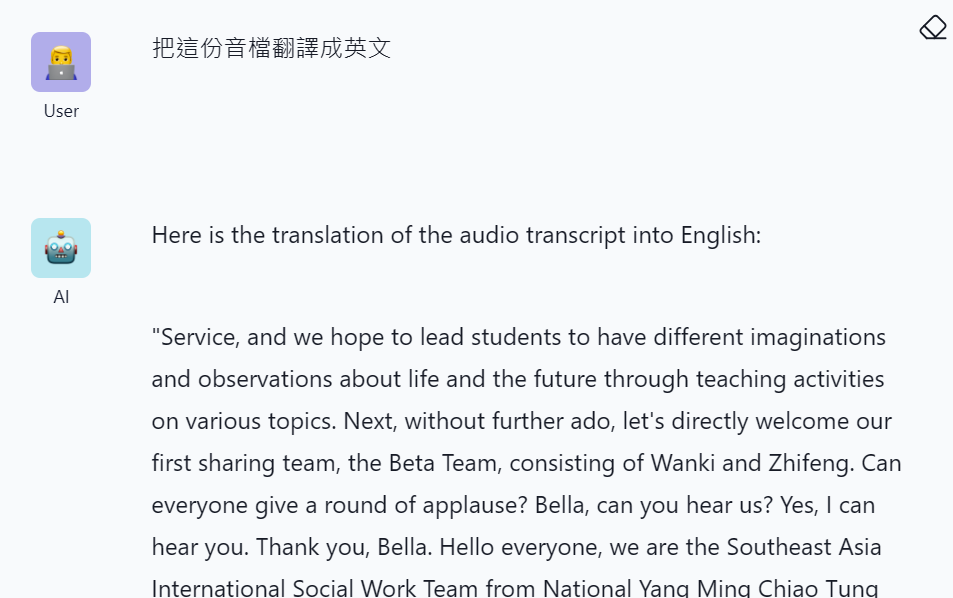 把這份音檔翻譯成英文
User
Here is the translation of the audio transcript into English:
AI
"Service, and we hope to lead students to have different imaginations
and observations about life and the future through teaching activities
on various topics. Next, without further ado, let's directly welcome our
first sharing team, the Beta Team, consisting of Wanki and Zhifeng. Can
everyone give a round of applause? Bella, can you hear us? Yes, I can
hear you. Thank you, Bella. Hello everyone, we are the Southeast Asia
International Social Work Team from National Yang Ming Chiao Tung